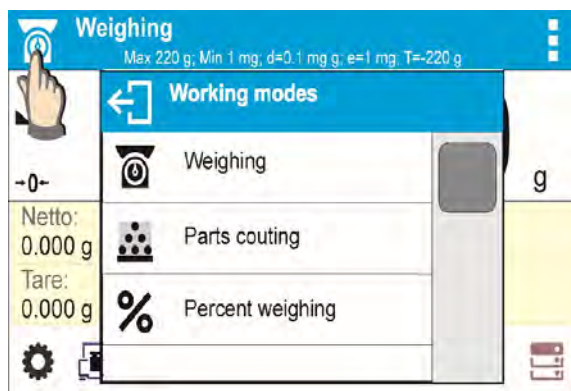 Weighing
Max 220 g; Min 1 mg; d=0.1 mg g; e=1 mg; T=-220 g
Working modes
Weighing
→0←
g
Netto:
0.000 g
Parts couting
Tare:
0.000 g
Percent weighing